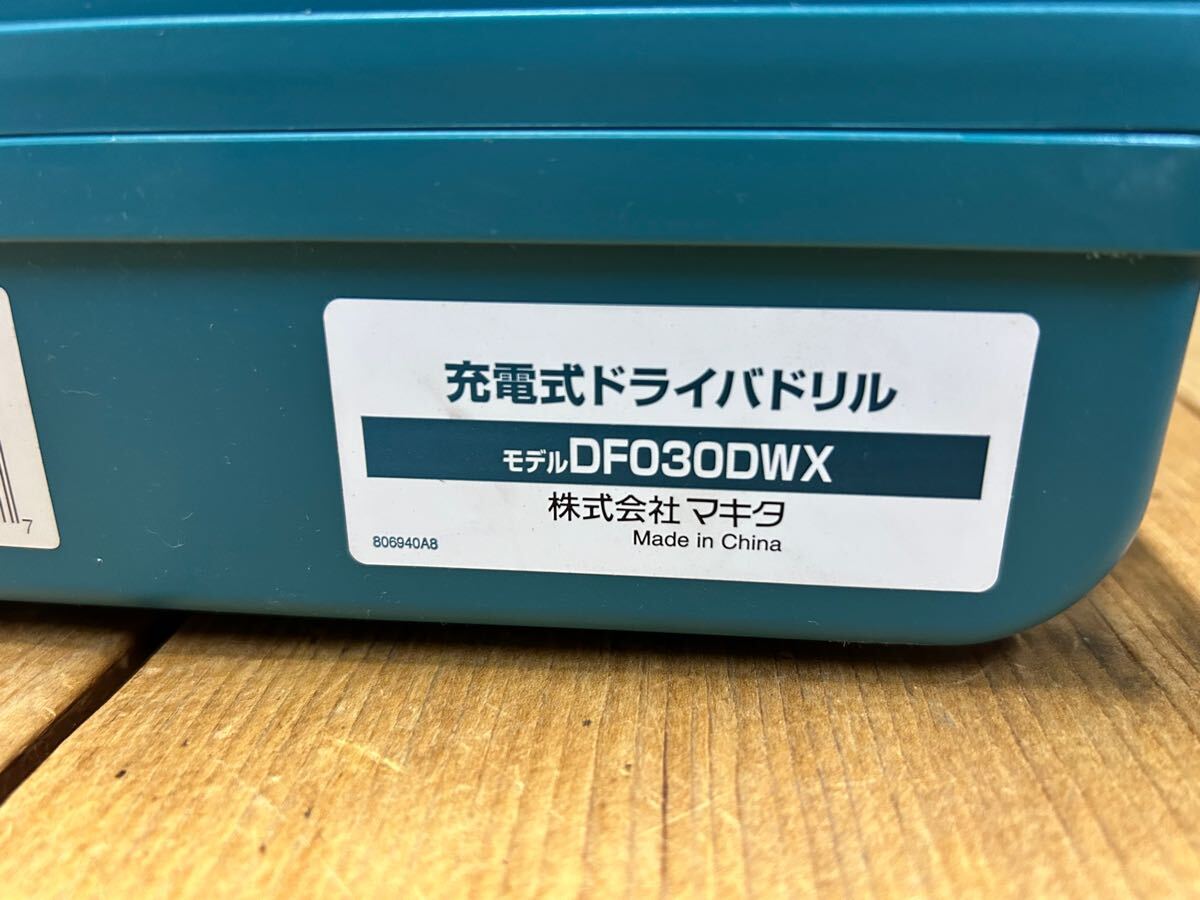 充電式ドライバドリル
モデルDF030DWX
株式会社マキタ
806940A8
Made in China
7